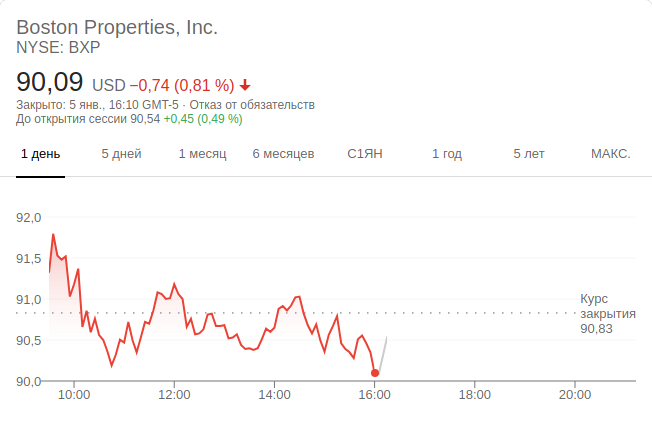 Boston Properties, Inc.
NYSE: BXP
90,09 USD −0,74 (0,81 %)
Закрыто: 5 янв., 16:10 GMT-5 · Отказ от обязательств
До открытия сессии 90,54 +0,45 (0,49 %)
1 день 5 дней 1 месяц 6 месяцев С1ЯН 1 год 5 лет МАКС.
92,0
91,5
91,0
90,5
90,0
Курс
закрытия
90,83
10:00 12:00 14:00 16:00 18:00 20:00